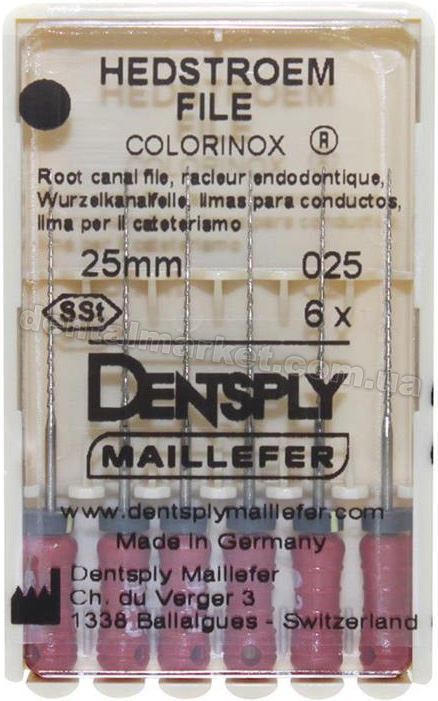 HEDSTROEM
FILE
COLORINOX ®
Root canal file, racleur endodontique,
Wurzelkanalfeile, limas para conductos,
lima per il cateterismo
25mm 025
SSt 6 x
dentalmarket.com.ua
DENTSPLY
MAILLEFER
www.dentsplymaillefer.com
Made in Germany
Dentsply Maillefer
Ch. du Verger 3
1338 Ballaigues - Switzerland